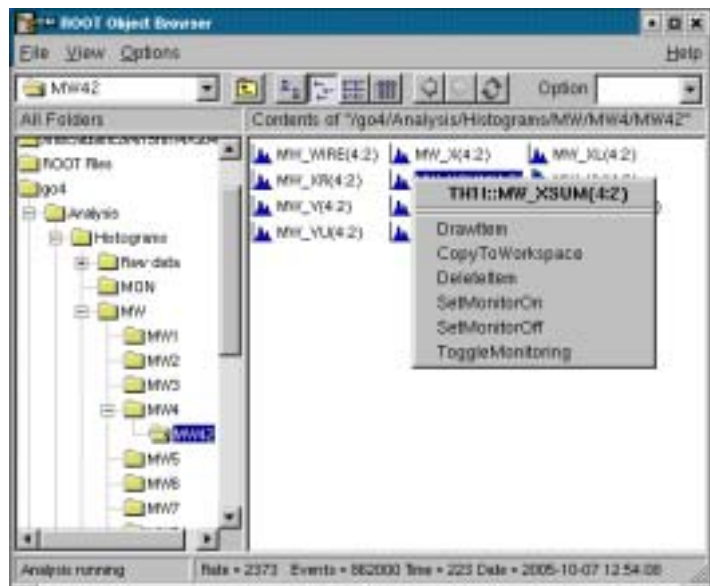 ROOT Object Browser
File View Options Help
MW42 Option
All Folders
Contents of "/go4/Analysis/Histograms/MW/MW4/MW42"
ROOT files
go4
Analysis
Histograms
Raw data
MON
MW
MW1
MW2
MW3
MW4
MW42
MW5
MW6
MW7
MW_WIRE(4:2) MW_X(4:2) MW_XL(4:2)
MW_XR(4:2)
MW_Y(4:2)
MW_YU(4:2)
TH1I::MW_XSUM(4:2)
DrawItem
CopyToWorkspace
DeleteItem
SetMonitorOn
SetMonitorOff
ToggleMonitoring
Analysis running Rate = 2373 Events = 862000 Time = 223 Date = 2005-10-07 12:54:08